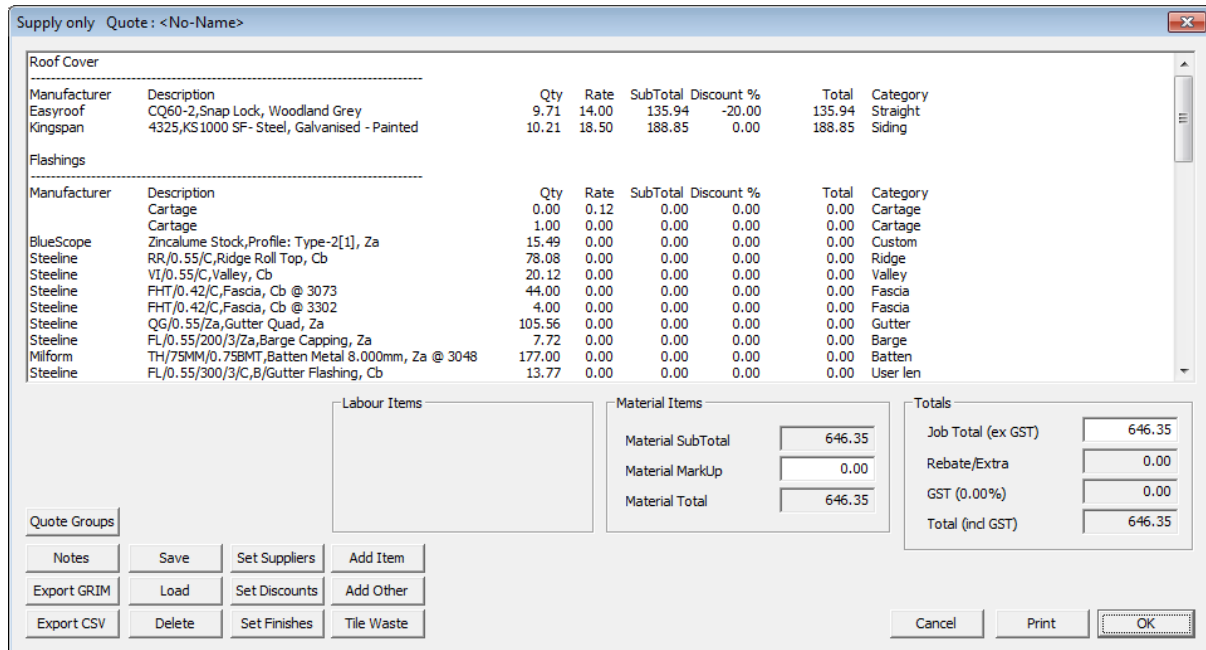 Supply only Quote : <No-Name>
Roof Cover
------------------------------------------------------------------------------
Manufacturer Description Qty Rate SubTotal Discount % Total Category
Easyroof CQ60-2,Snap Lock, Woodland Grey 9.71 14.00 135.94 -20.00 135.94 Straight
Kingspan 4325,KS1000 SF- Steel, Galvanised - Painted 10.21 18.50 188.85 0.00 188.85 Siding
Flashings
------------------------------------------------------------------------------
Manufacturer Description Qty Rate SubTotal Discount % Total Category
Cartage 0.00 0.12 0.00 0.00 0.00 Cartage
Cartage 1.00 0.00 0.00 0.00 0.00 Cartage
BlueScope Zincalume Stock,Profile: Type-2[1], Za 15.49 0.00 0.00 0.00 0.00 Custom
Steeline RR/0.55/C,Ridge Roll Top, Cb 78.08 0.00 0.00 0.00 0.00 Ridge
Steeline VI/0.55/C,Valley, Cb 20.12 0.00 0.00 0.00 0.00 Valley
Steeline FHT/0.42/C,Fascia, Cb @ 3073 44.00 0.00 0.00 0.00 0.00 Fascia
Steeline FHT/0.42/C,Fascia, Cb @ 3302 4.00 0.00 0.00 0.00 0.00 Fascia
Steeline QG/0.55/Za,Gutter Quad, Za 105.56 0.00 0.00 0.00 0.00 Gutter
Steeline FL/0.55/200/3/Za,Barge Capping, Za 7.72 0.00 0.00 0.00 0.00 Barge
Milform TH/75MM/0.75BMT,Batten Metal 8.000mm, Za @ 3048 177.00 0.00 0.00 0.00 0.00 Batten
Steeline FL/0.55/300/3/C,B/Gutter Flashing, Cb 13.77 0.00 0.00 0.00 0.00 User len
Labour Items
Material Items
Material SubTotal 646.35
Material MarkUp 0.00
Material Total 646.35
Totals
Job Total (ex GST) 646.35
Rebate/Extra 0.00
GST (0.00%) 0.00
Total (incl GST) 646.35
Quote Groups
Notes Save Set Suppliers Add Item
Export GRIM Load Set Discounts Add Other
Export CSV Delete Set Finishes Tile Waste
Cancel Print OK